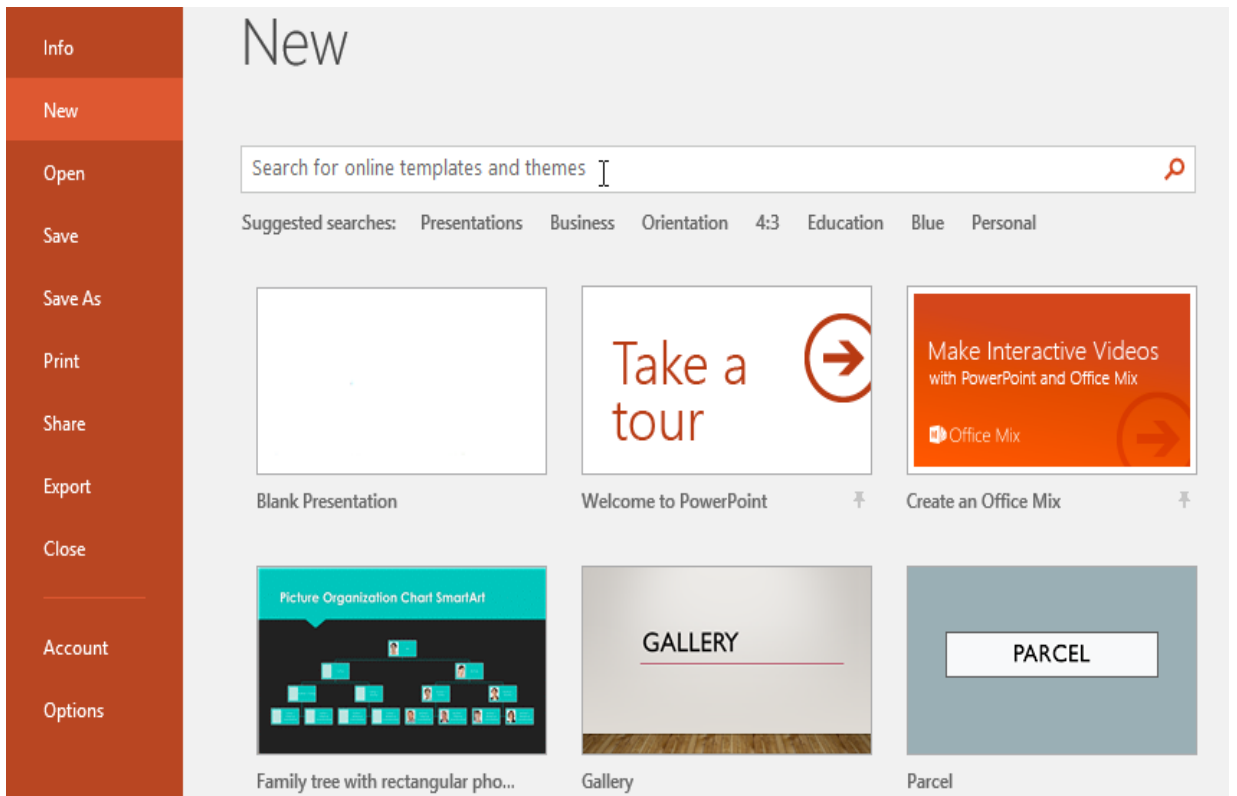 Info
New
Open
Save
Save As
Print
Share
Export
Close
Account
Options
New
Search for online templates and themes
Suggested searches: Presentations Business Orientation 4:3 Education Blue Personal
Take a
tour
Make Interactive Videos
with PowerPoint and Office Mix
Office Mix
Blank Presentation
Welcome to PowerPoint
Create an Office Mix
Picture Organization Chart SmartArt
GALLERY
PARCEL
Family tree with rectangular pho...
Gallery
Parcel